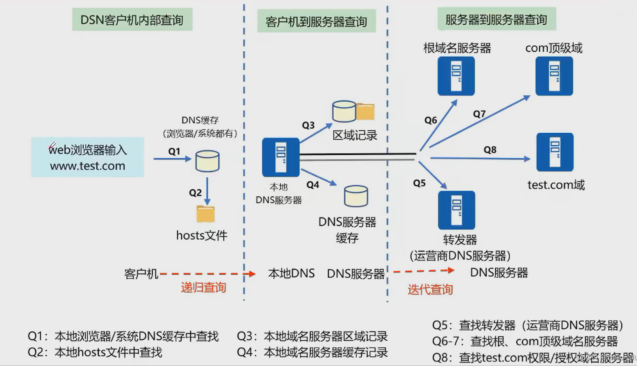 DSN客户机内部查询
客户机到服务器查询
服务器到服务器查询
根域名服务器
com顶级域
DNS缓存
（浏览器/系统都有）
web浏览器输入
www.test.com
Q1
Q2
hosts文件
Q3
区域记录
本地
DNS服务器
Q4
DNS服务器
缓存
Q6
Q7
Q8
test.com域
Q5
转发器
（运营商DNS服务器）
客户机
递归查询
本地DNS
DNS服务器
迭代查询
DNS服务器
Q1：本地浏览器/系统DNS缓存中查找
Q2：本地hosts文件中查找
Q3：本地域名服务器区域记录
Q4：本地域名服务器缓存记录
Q5：查找转发器（运营商DNS服务器）
Q6-7：查找根、com顶级域域名服务器
Q8：查找test.com权限/授权域名服务器